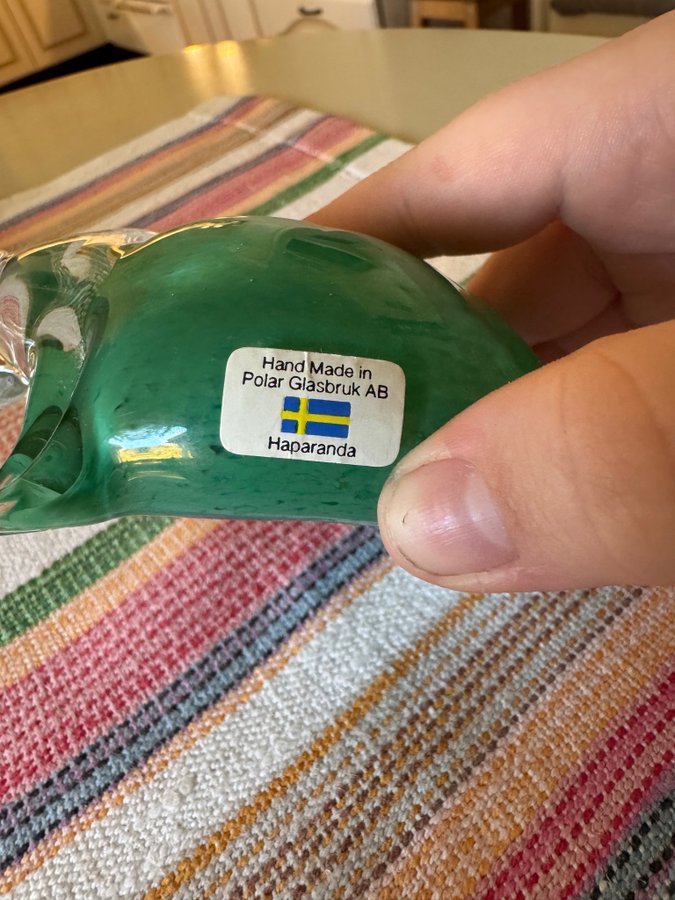 Hand Made in
Polar Glasbruk AB
Haparanda